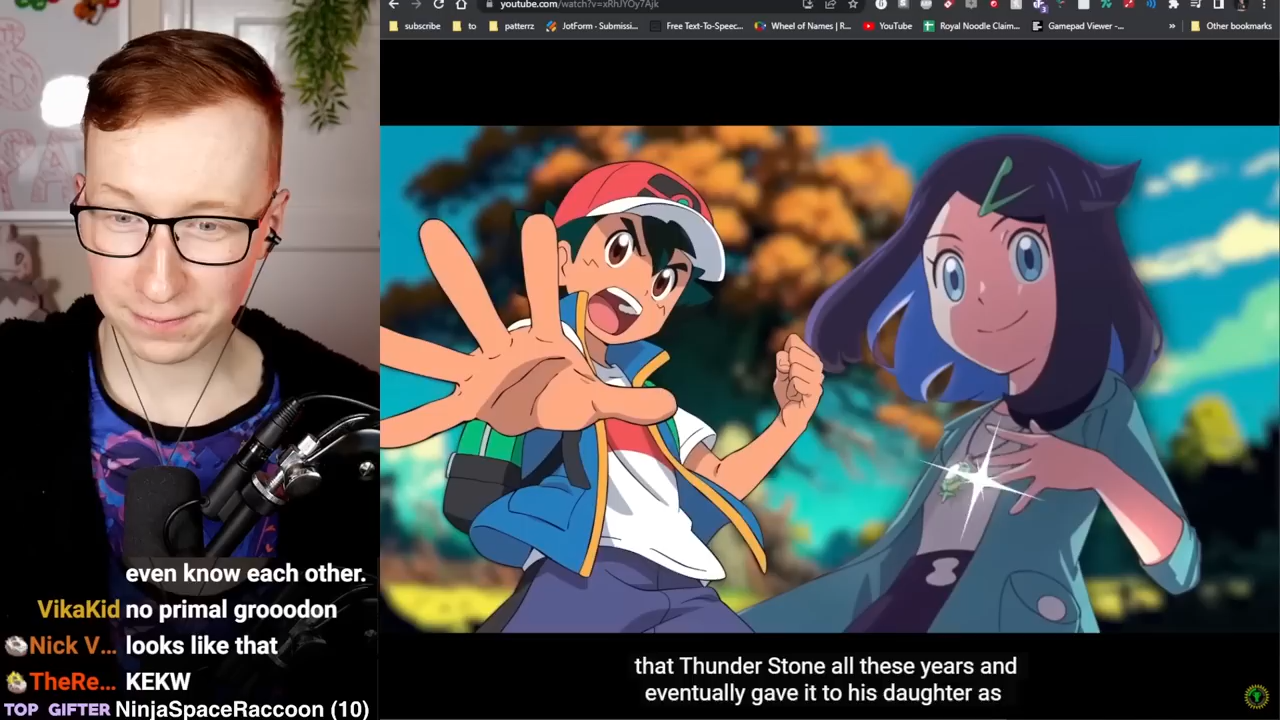 youtube.com/watch?v=xRhJYOy7Ajk
subscribe to patterrz JotForm - Submissi... Free Text-To-Speec... Wheel of Names | R... YouTube Royal Noodle Claim... Gamepad Viewer -... » Other bookmarks
even know each other.
VikaKid no primal grooodon
Nick V... looks like that
TheRe... KEKW
TOP GIFTER NinjaSpaceRaccoon (10)
that Thunder Stone all these years and
eventually gave it to his daughter as